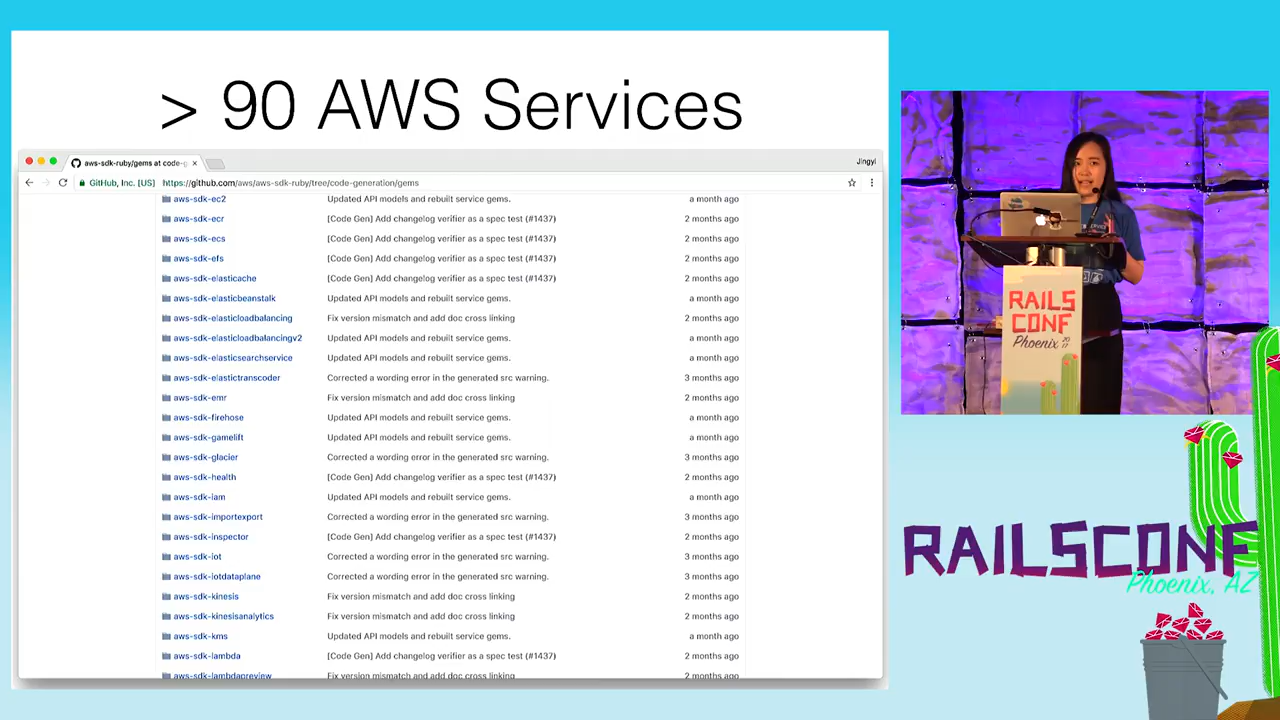 > 90 AWS Services
aws-sdk-ruby/gems at code-g
Jingyi
GitHub, Inc. [US] https://github.com/aws/aws-sdk-ruby/tree/code-generation/gems
aws-sdk-ec2 Updated API models and rebuilt service gems. a month ago
aws-sdk-ecr [Code Gen] Add changelog verifier as a spec test (#1437) 2 months ago
aws-sdk-ecs [Code Gen] Add changelog verifier as a spec test (#1437) 2 months ago
aws-sdk-efs [Code Gen] Add changelog verifier as a spec test (#1437) 2 months ago
aws-sdk-elasticache [Code Gen] Add changelog verifier as a spec test (#1437) 2 months ago
aws-sdk-elasticbeanstalk Updated API models and rebuilt service gems. a month ago
aws-sdk-elasticloadbalancing Fix version mismatch and add doc cross linking 2 months ago
aws-sdk-elasticloadbalancingv2 Updated API models and rebuilt service gems. a month ago
aws-sdk-elasticsearchservice Updated API models and rebuilt service gems. a month ago
aws-sdk-elastictranscoder Corrected a wording error in the generated src warning. 3 months ago
aws-sdk-emr Fix version mismatch and add doc cross linking 2 months ago
aws-sdk-firehose Updated API models and rebuilt service gems. a month ago
aws-sdk-gamelift Updated API models and rebuilt service gems. a month ago
aws-sdk-glacier Corrected a wording error in the generated src warning. 3 months ago
aws-sdk-health [Code Gen] Add changelog verifier as a spec test (#1437) 2 months ago
aws-sdk-iam Updated API models and rebuilt service gems. a month ago
aws-sdk-importexport Corrected a wording error in the generated src warning. 3 months ago
aws-sdk-inspector [Code Gen] Add changelog verifier as a spec test (#1437) 2 months ago
aws-sdk-iot Corrected a wording error in the generated src warning. 3 months ago
aws-sdk-iotdataplane Corrected a wording error in the generated src warning. 3 months ago
aws-sdk-kinesis Fix version mismatch and add doc cross linking 2 months ago
aws-sdk-kinesisanalytics Fix version mismatch and add doc cross linking 2 months ago
aws-sdk-kms Updated API models and rebuilt service gems. a month ago
aws-sdk-lambda [Code Gen] Add changelog verifier as a spec test (#1437) 2 months ago
aws-sdk-lambdapreview Fix version mismatch and add doc cross linking 2 months ago
RAILS
CONF
Phoenix 2017
RAILSCONF
Phoenix, AZ